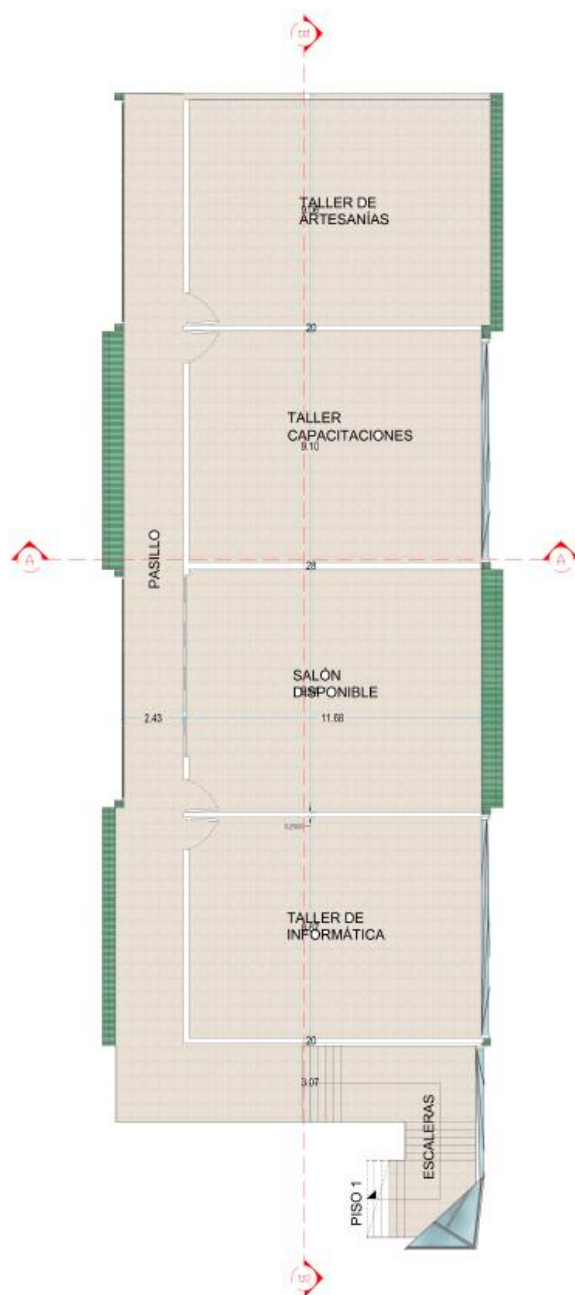 B
TALLER DE
ARTESANÍAS
20
TALLER
CAPACITACIONES
9.10
PASILLO
A
A
28
SALÓN
DISPONIBLE
2.43
11.68
TALLER DE
INFORMÁTICA
20
3.07
ESCALERAS
PISO 1
B